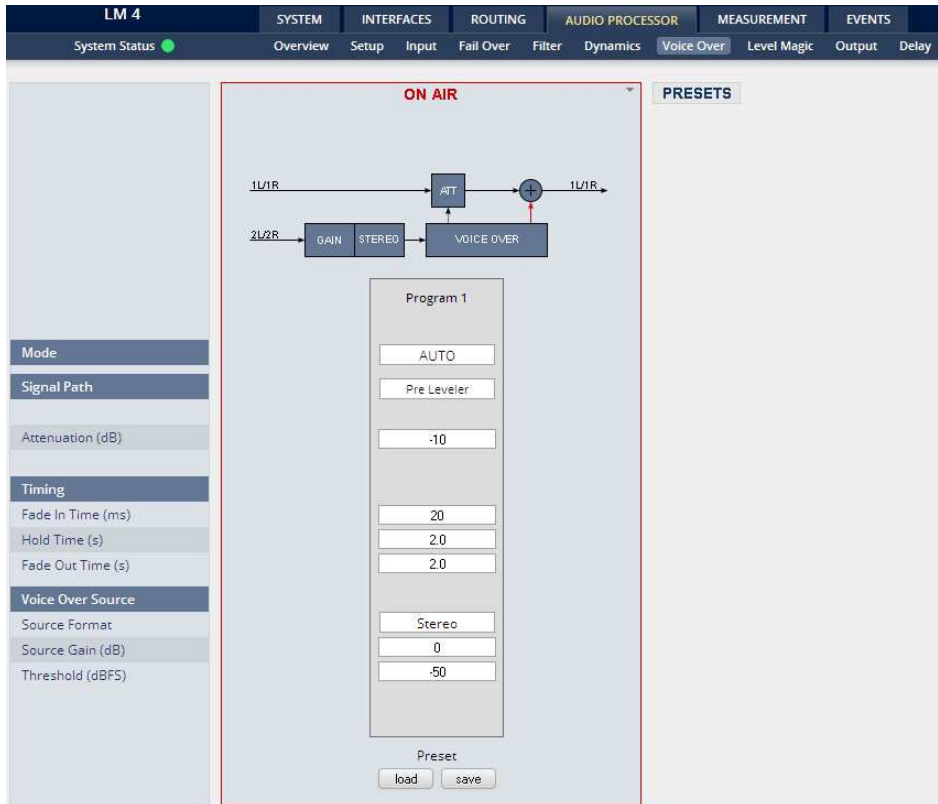 LM 4
SYSTEM INTERFACES ROUTING AUDIO PROCESSOR MEASUREMENT EVENTS
System Status Overview Setup Input Fail Over Filter Dynamics Voice Over Level Magic Output Delay
ON AIR
PRESETS
1L/1R ATT + 1L/1R
2L/2R GAIN STEREO VOICE OVER
Program 1
Mode AUTO
Signal Path Pre Leveler
Attenuation (dB) -10
Timing
Fade In Time (ms) 20
Hold Time (s) 2.0
Fade Out Time (s) 2.0
Voice Over Source
Source Format Stereo
Source Gain (dB) 0
Threshold (dBFS) -50
Preset
load save